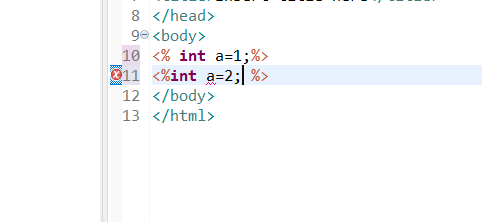 8 </head>
9 <body>
10 <% int a=1;%>
11 <%int a=2; %>
12 </body>
13 </html>